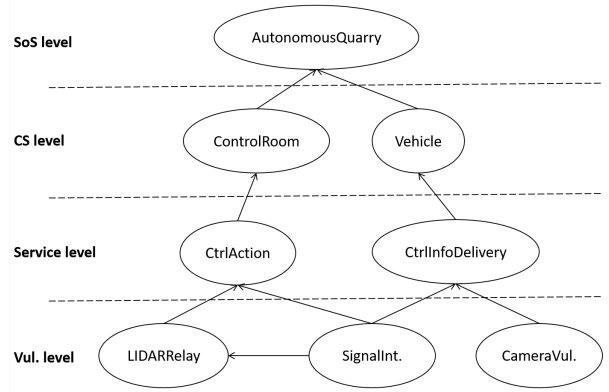 SoS level
AutonomousQuarry
CS level
ControlRoom
Vehicle
Service level
CtrlAction
CtrlInfoDelivery
Vul. level
LIDARRelay
SignalInt.
CameraVul.